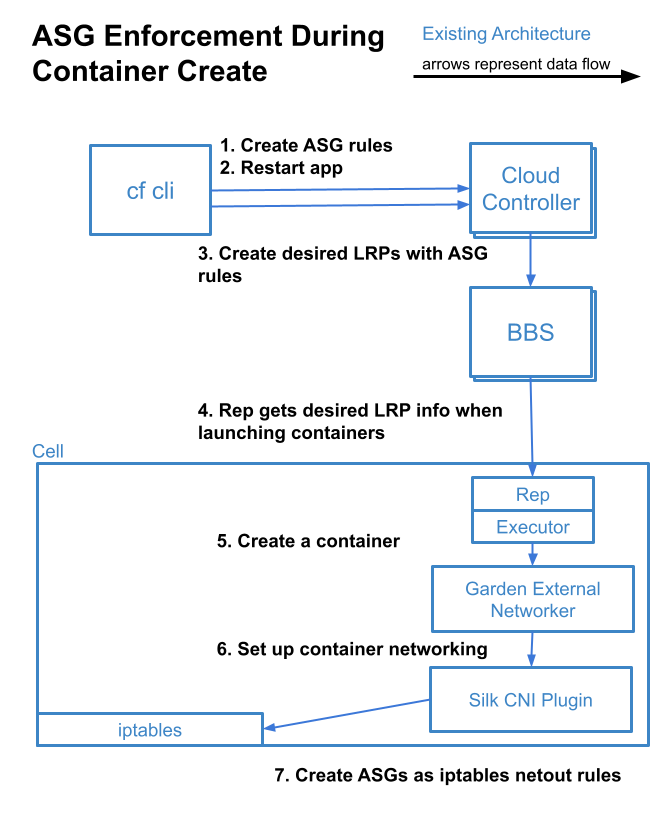 ASG Enforcement During
Container Create
Existing Architecture
arrows represent data flow
cf cli
1. Create ASG rules
2. Restart app
Cloud
Controller
3. Create desired LRPs with ASG
rules
BBS
4. Rep gets desired LRP info when
launching containers
Cell
Rep
Executor
5. Create a container
Garden External
Networker
6. Set up container networking
Silk CNI Plugin
iptables
7. Create ASGs as iptables netout rules